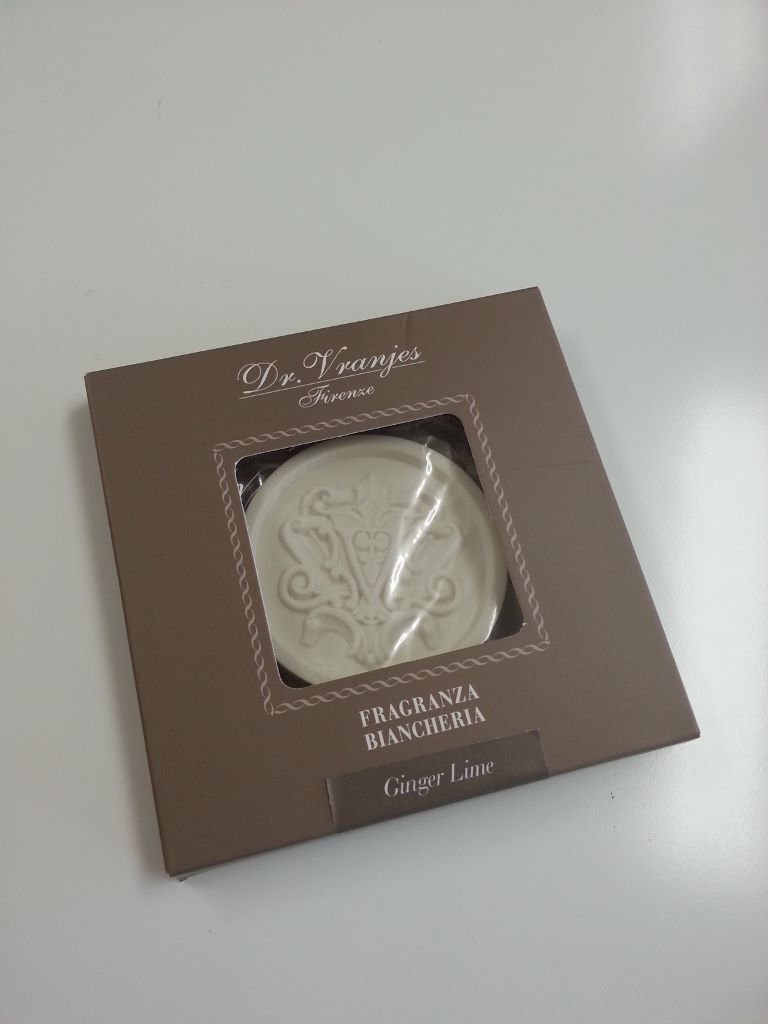 Dr. Vranjes
Firenze
FRAGRANZA
BIANCHERIA
Ginger Lime